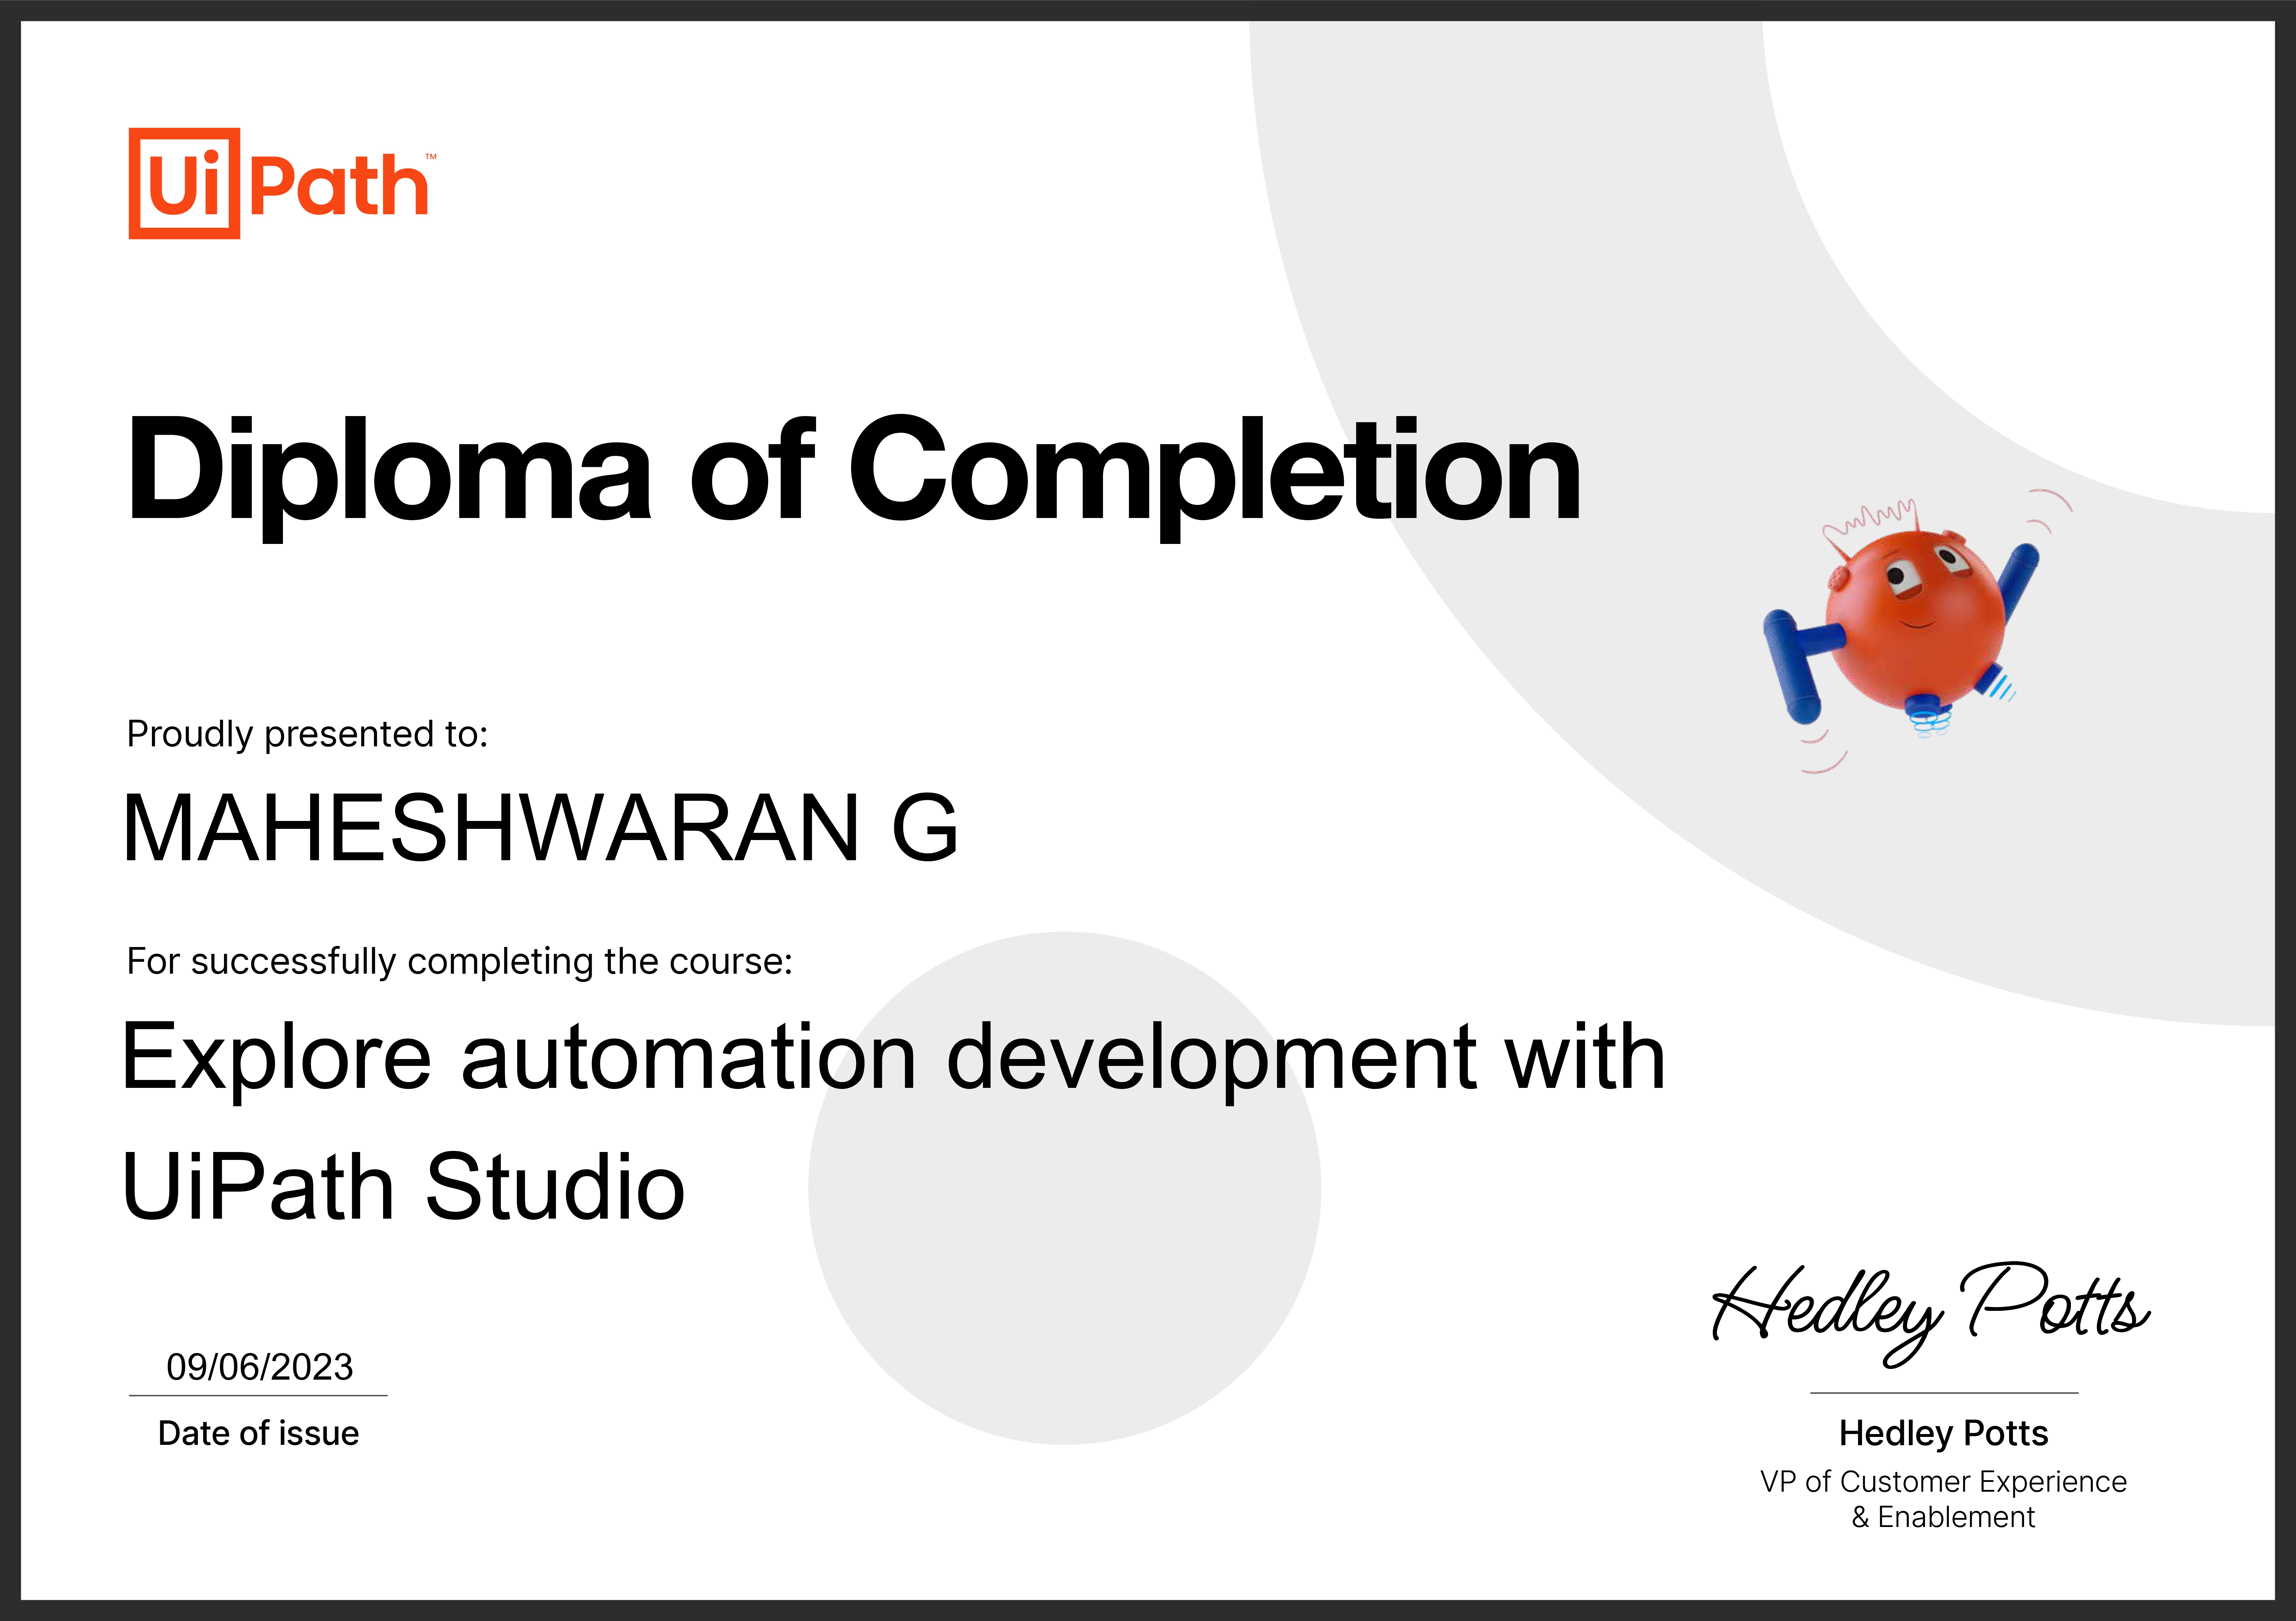 UiPath™
Diploma of Completion
Proudly presented to:
MAHESHWARAN G
For successfully completing the course:
Explore automation development with
UiPath Studio
09/06/2023
Date of issue
Hedley Potts
Hedley Potts
VP of Customer Experience
& Enablement